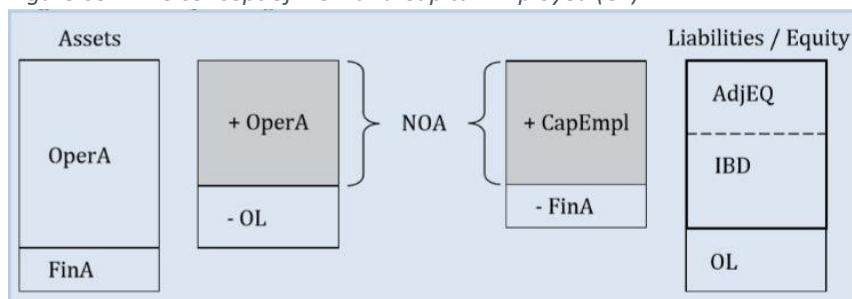 Assets
Liabilities / Equity
OperA
FinA
+ OperA
- OL
NOA
+ CapEmpl
- FinA
AdjEQ
IBD
OL